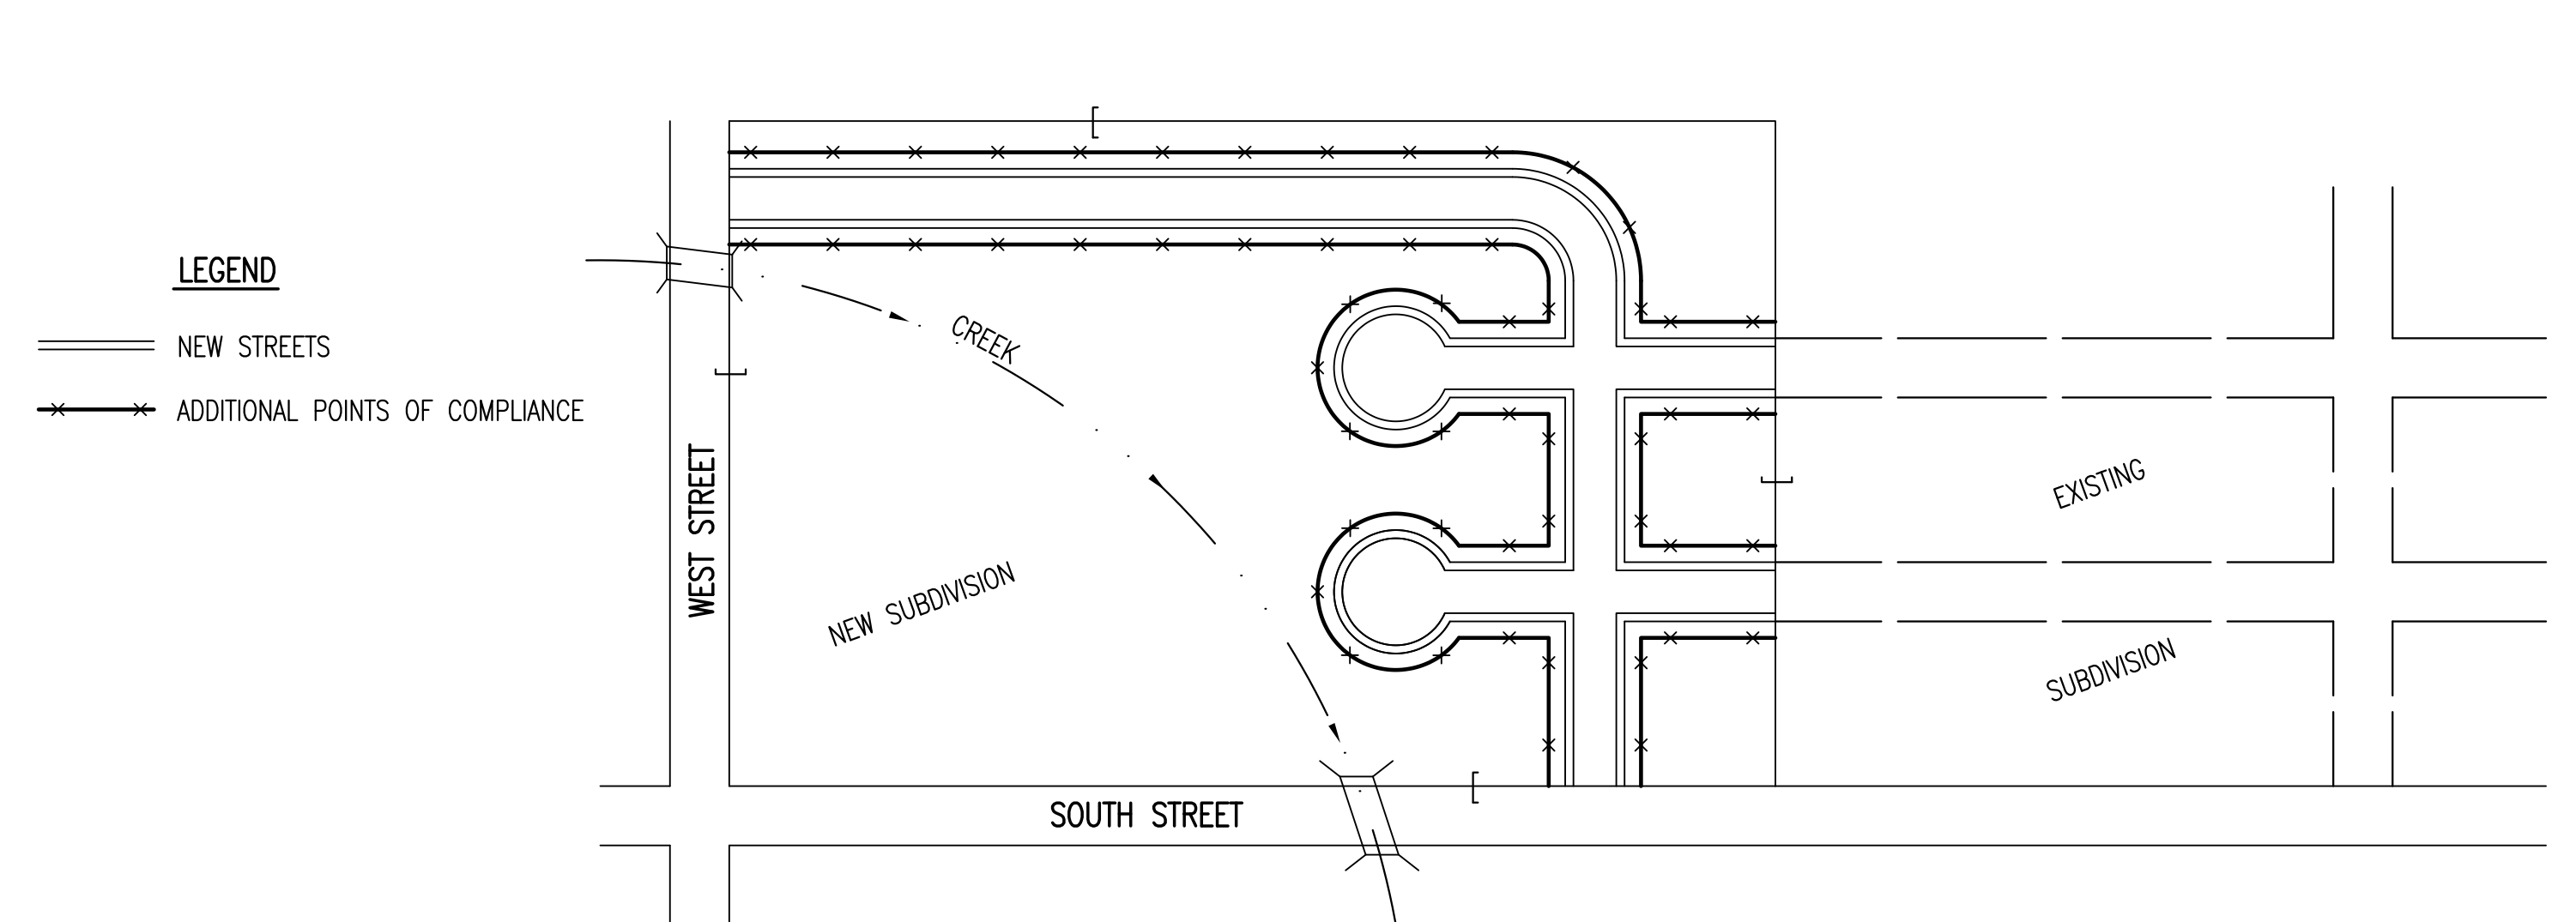 LEGEND
NEW STREETS
ADDITIONAL POINTS OF COMPLIANCE
WEST STREET
CREEK
NEW SUBDIVISION
SOUTH STREET
EXISTING
SUBDIVISION